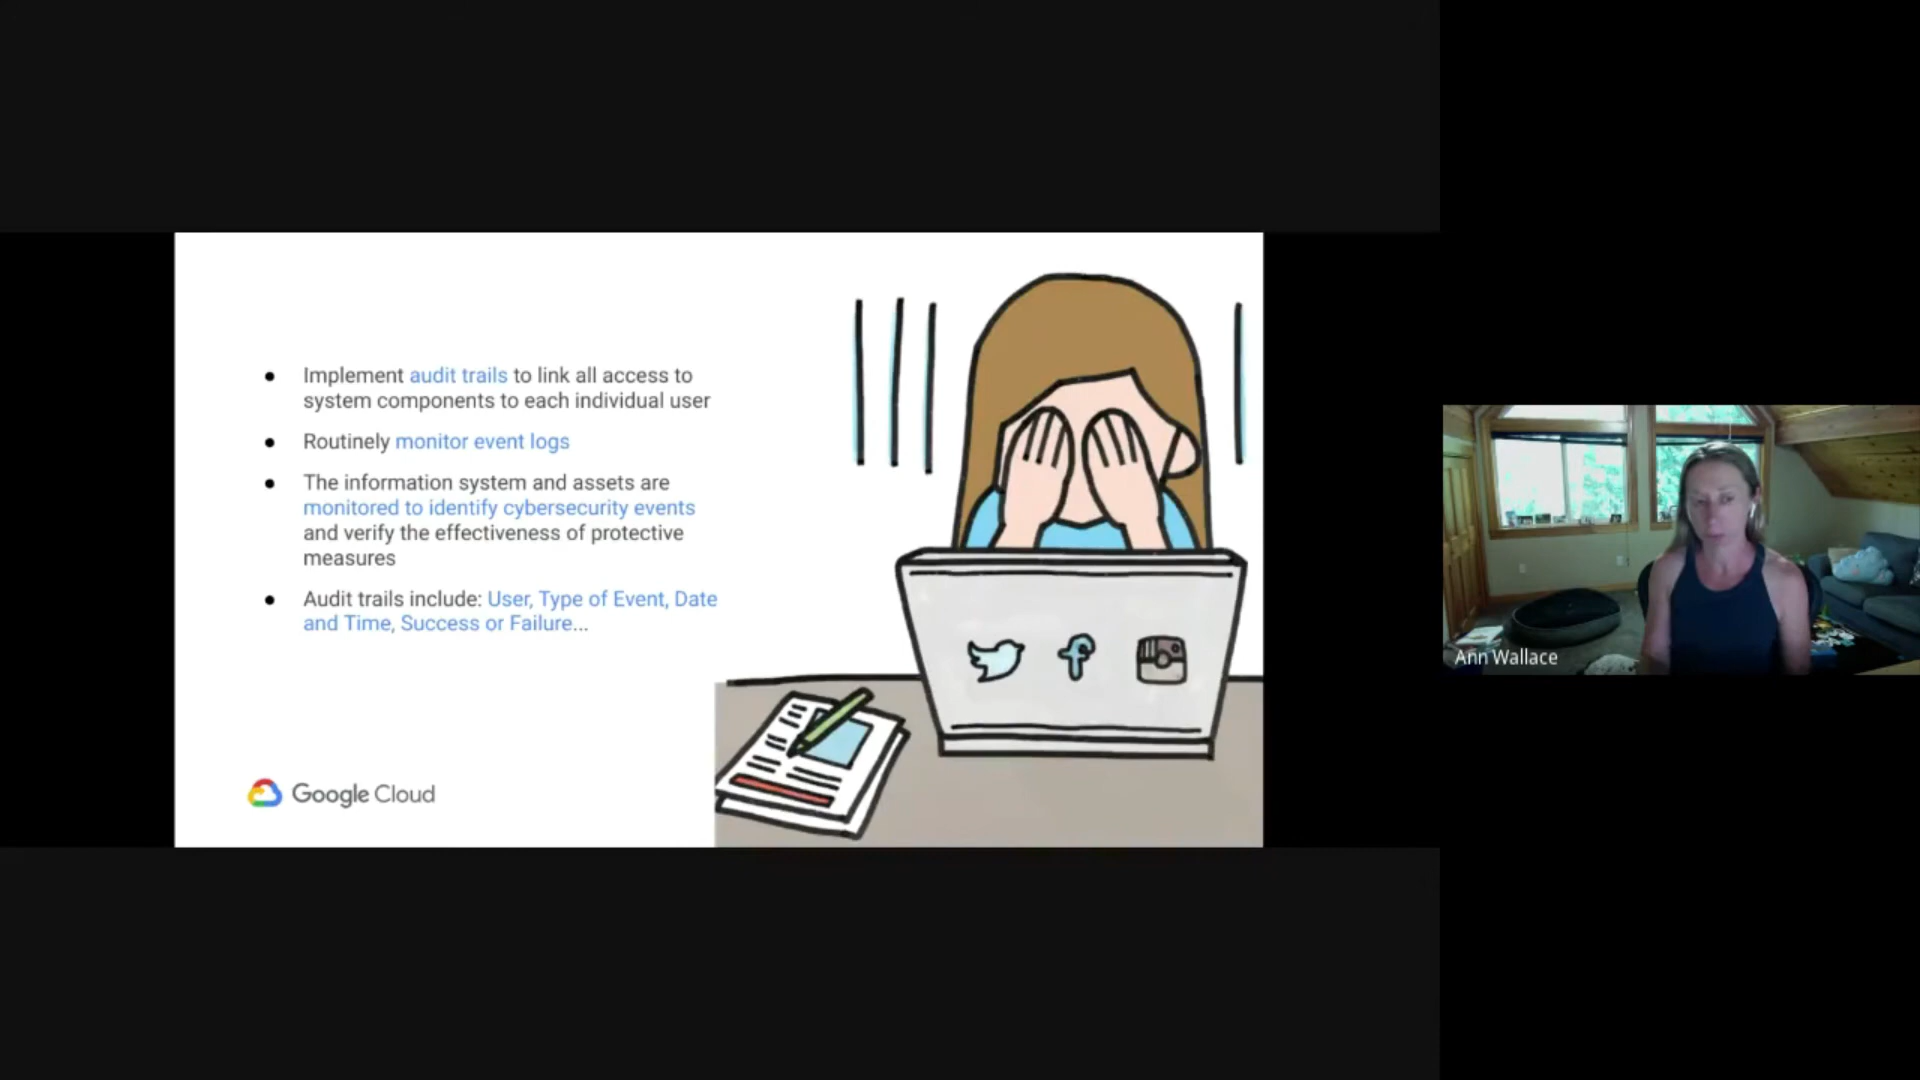 Implement audit trails to link all access to
system components to each individual user
Routinely monitor event logs
The information system and assets are
monitored to identify cybersecurity events
and verify the effectiveness of protective
measures
Audit trails include: User, Type of Event, Date
and Time, Success or Failure...
Google Cloud
Ann Wallace